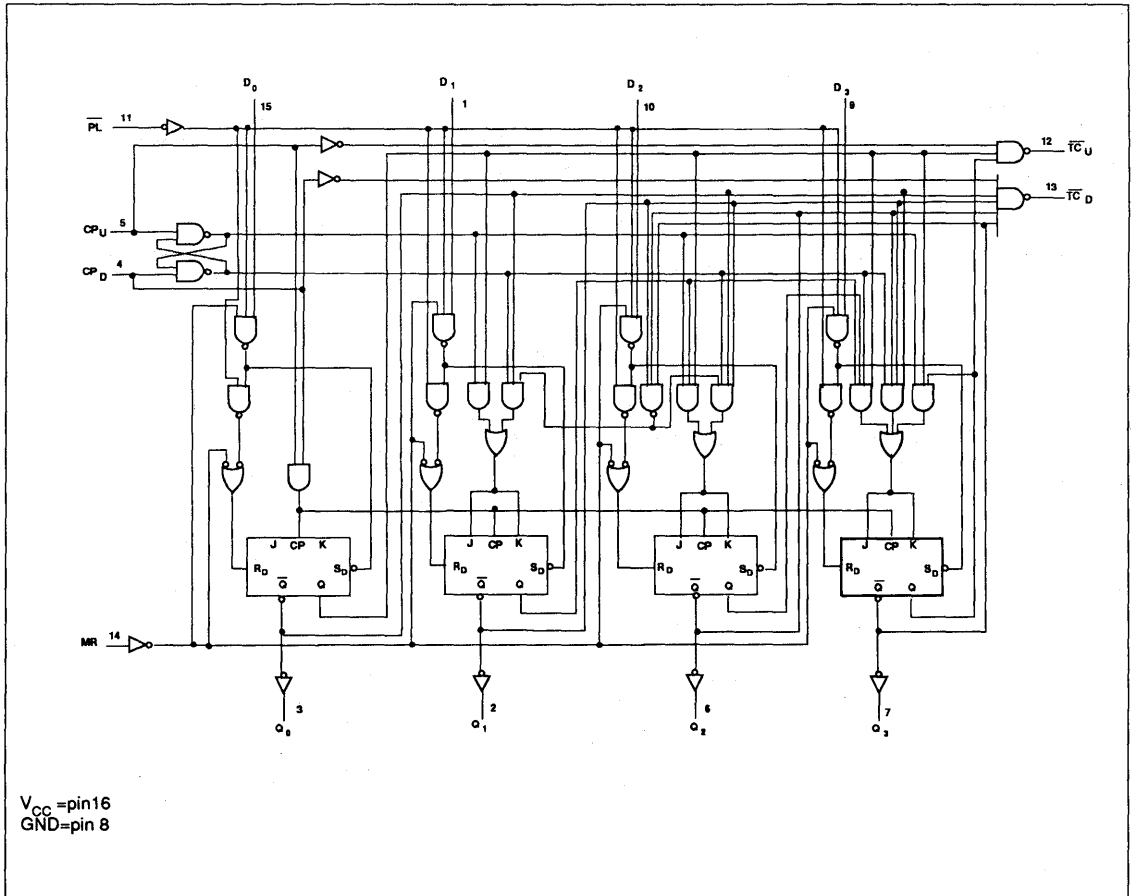 D0 D1 D2 D3
15 1 10 9
PL 11
12 TC U
13 TC D
CPU 5
CPD 4
J CP K J CP K J CP K J CP K
RD SD RD SD RD SD RD SD
Q Q Q Q Q Q Q Q
MR 14
3 2 6 7
Q0 Q1 Q2 Q3
VCC =pin16
GND=pin 8